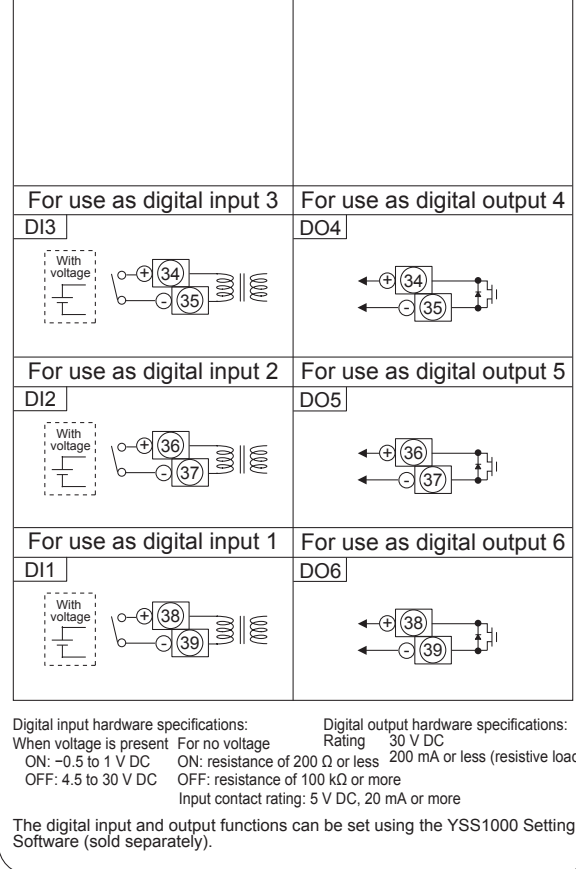 For use as digital input 3 For use as digital output 4
DI3 DO4
With
voltage
+ 34
- 35
+ 34
- 35
For use as digital input 2 For use as digital output 5
DI2 DO5
With
voltage
+ 36
- 37
+ 36
- 37
For use as digital input 1 For use as digital output 6
DI1 DO6
With
voltage
+ 38
- 39
+ 38
- 39
Digital input hardware specifications:
When voltage is present For no voltage
ON: −0.5 to 1 V DC ON: resistance of 200 Ω or less
OFF: 4.5 to 30 V DC OFF: resistance of 100 kΩ or more
Input contact rating: 5 V DC, 20 mA or more
Digital output hardware specifications:
Rating 30 V DC
200 mA or less (resistive load
The digital input and output functions can be set using the YSS1000 Setting
Software (sold separately).